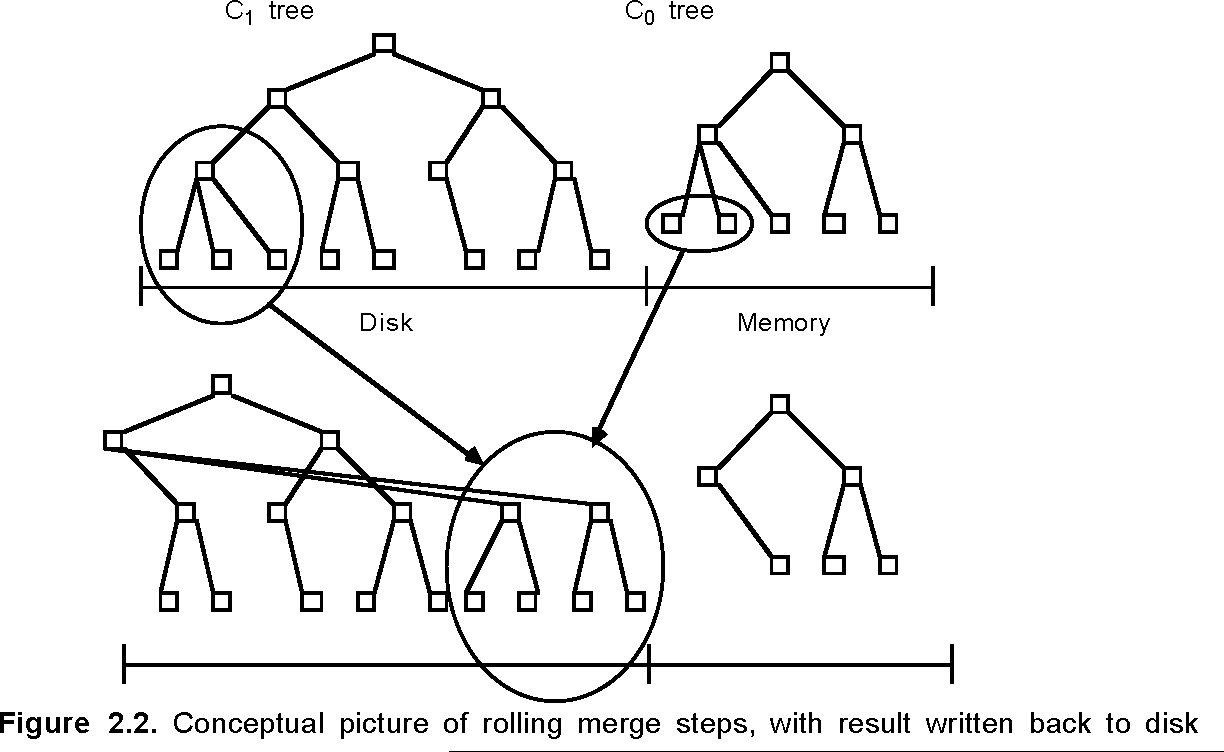 C₁ tree
C₀ tree
Disk
Memory
Figure 2.2. Conceptual picture of rolling merge steps, with result written back to disk